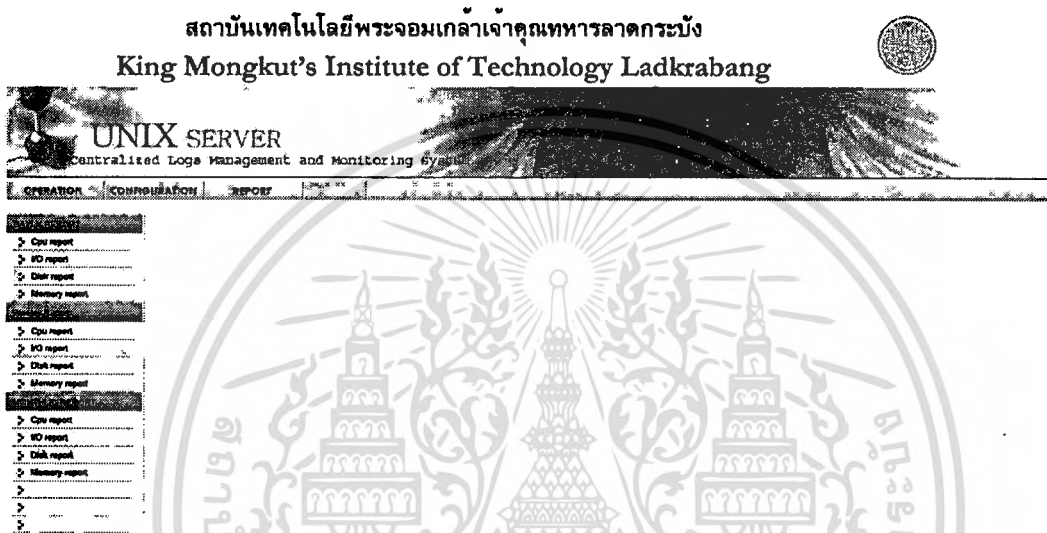 สถาบันเทคโนโลยีพระจอมเกล้าเจ้าคุณทหารลาดกระบัง
King Mongkut's Institute of Technology Ladkrabang
UNIX SERVER
Centralized Logs Management and Monitoring System
OPERATION CONFIGURATION REPORT
Cpu report
I/O report
Disk report
Memory report
Cpu report
I/O report
Disk report
Memory report
Cpu report
I/O report
Disk report
Memory report